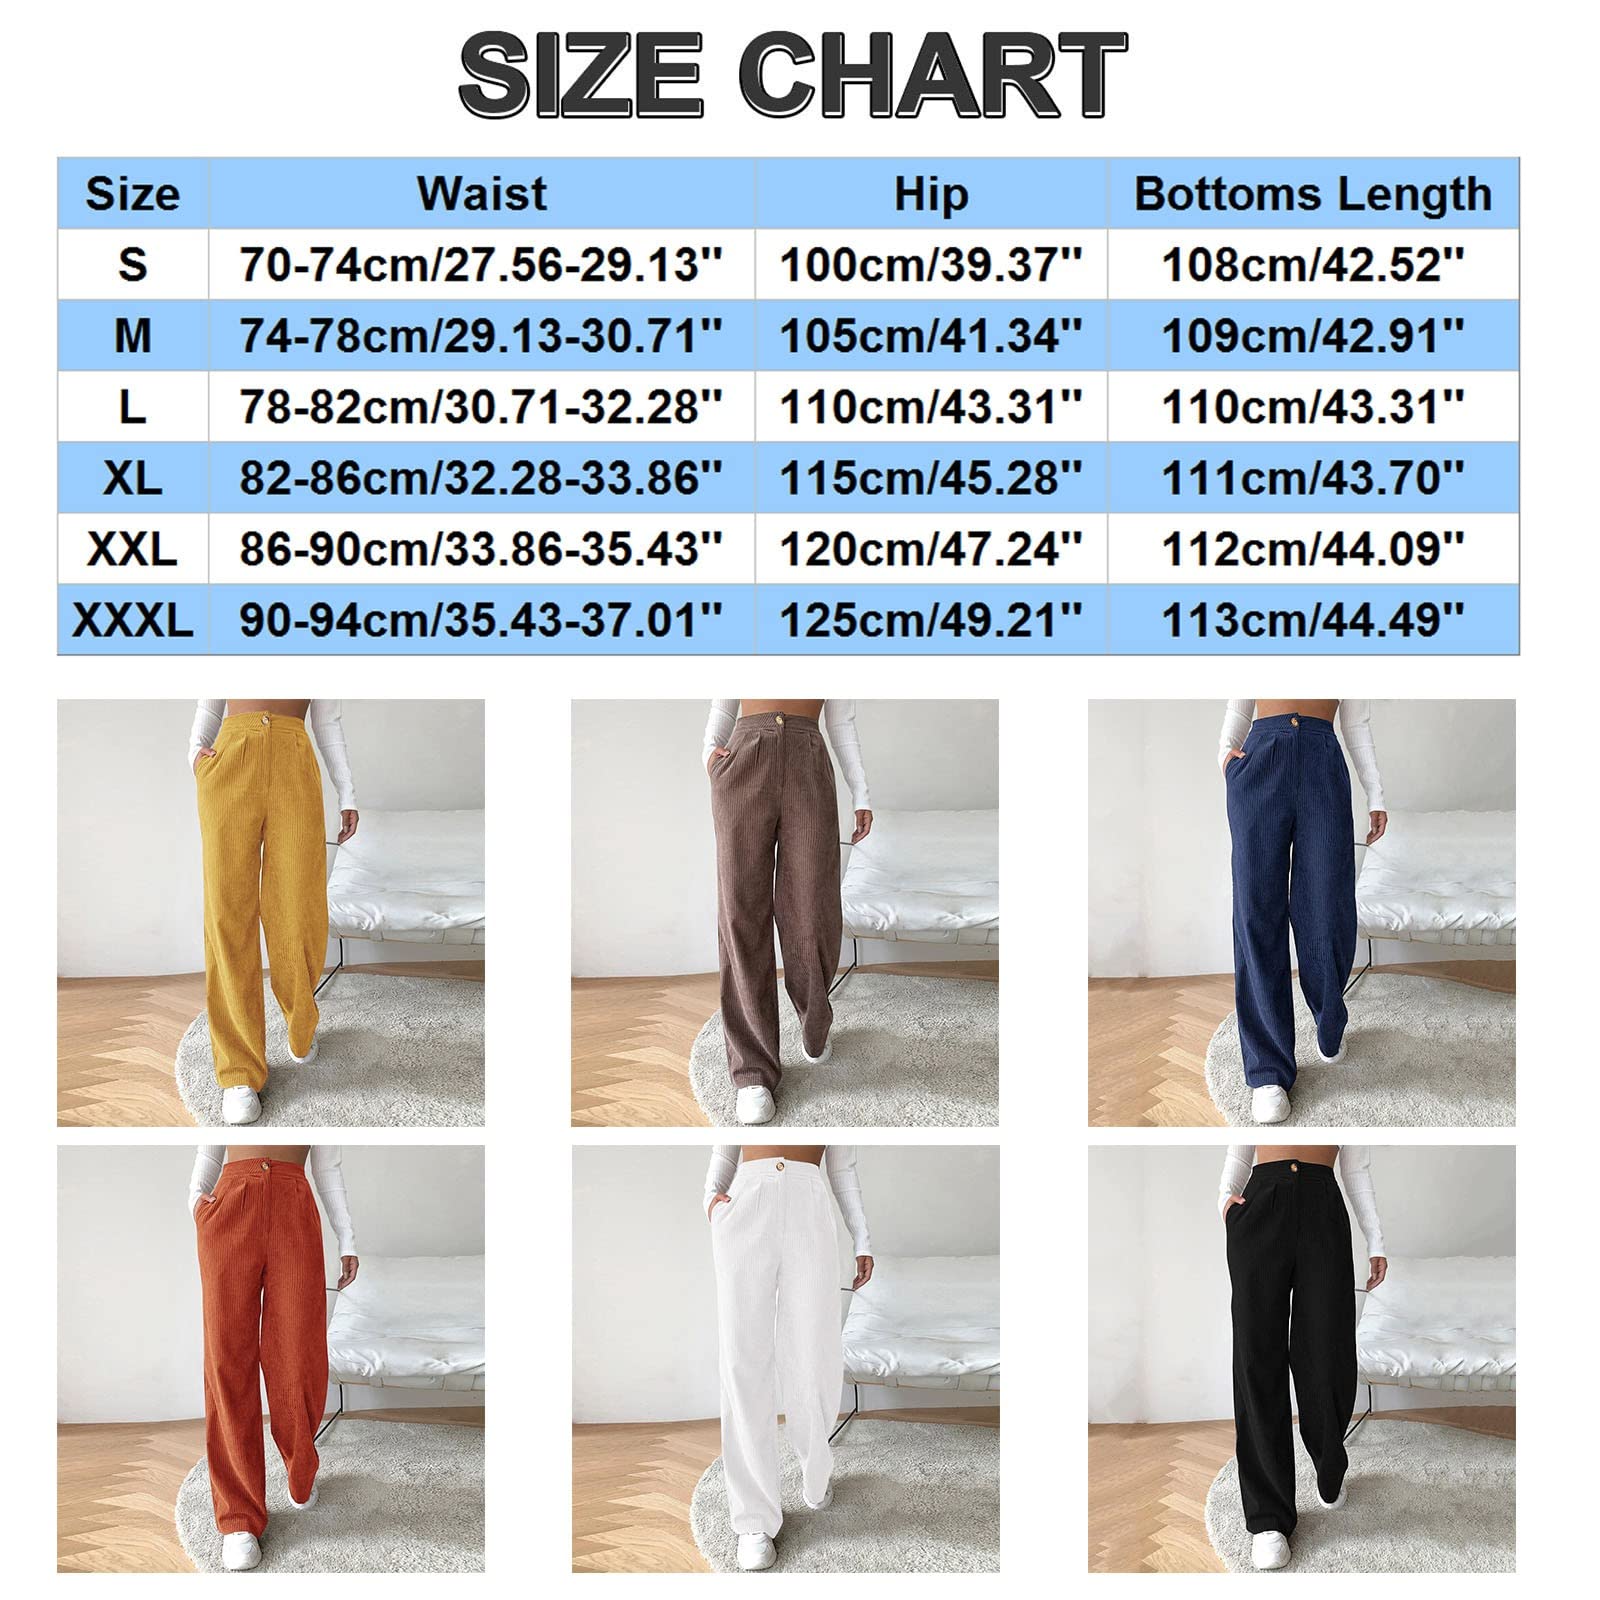 SIZE CHART
Size Waist Hip Bottoms Length
S 70-74cm/27.56-29.13" 100cm/39.37" 108cm/42.52"
M 74-78cm/29.13-30.71" 105cm/41.34" 109cm/42.91"
L 78-82cm/30.71-32.28" 110cm/43.31" 110cm/43.31"
XL 82-86cm/32.28-33.86" 115cm/45.28" 111cm/43.70"
XXL 86-90cm/33.86-35.43" 120cm/47.24" 112cm/44.09"
XXXL 90-94cm/35.43-37.01" 125cm/49.21" 113cm/44.49"